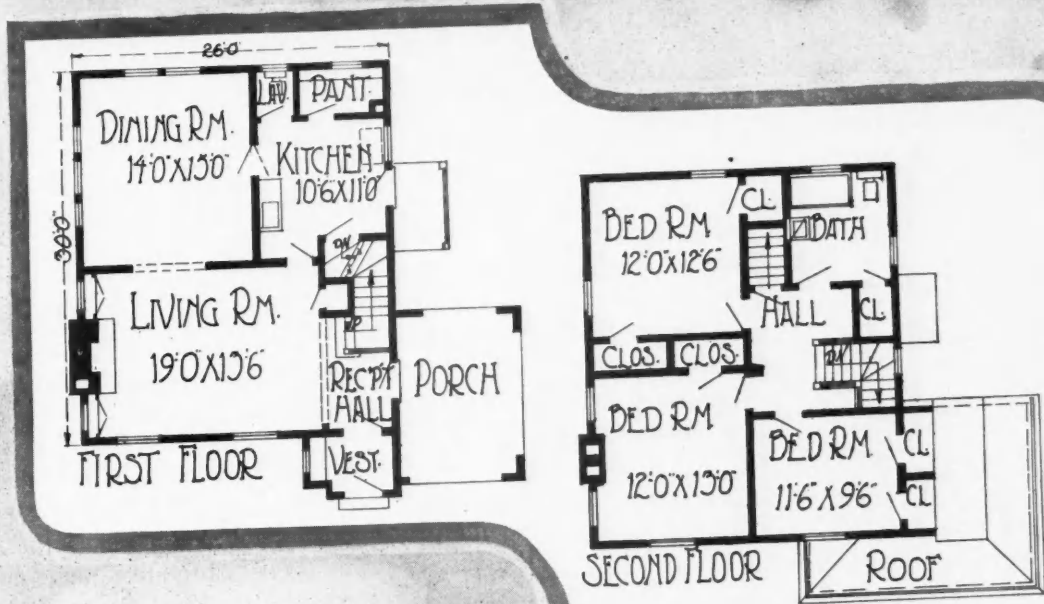 26'0"
LAV.
PANT.
DINING RM.
14'0"X13'0"
KITCHEN
10'6"X11'0"
30'0"
DN
LIVING RM.
19'0"X13'6"
UP
REC'P'T
HALL
PORCH
VEST.
FIRST FLOOR
BED RM.
12'0"X12'6"
CL.
BATH
HALL
CL.
CLOS.
CLOS.
DN
BED RM.
12'0"X13'0"
BED RM.
11'6"X9'6"
CL
CL
SECOND FLOOR
ROOF